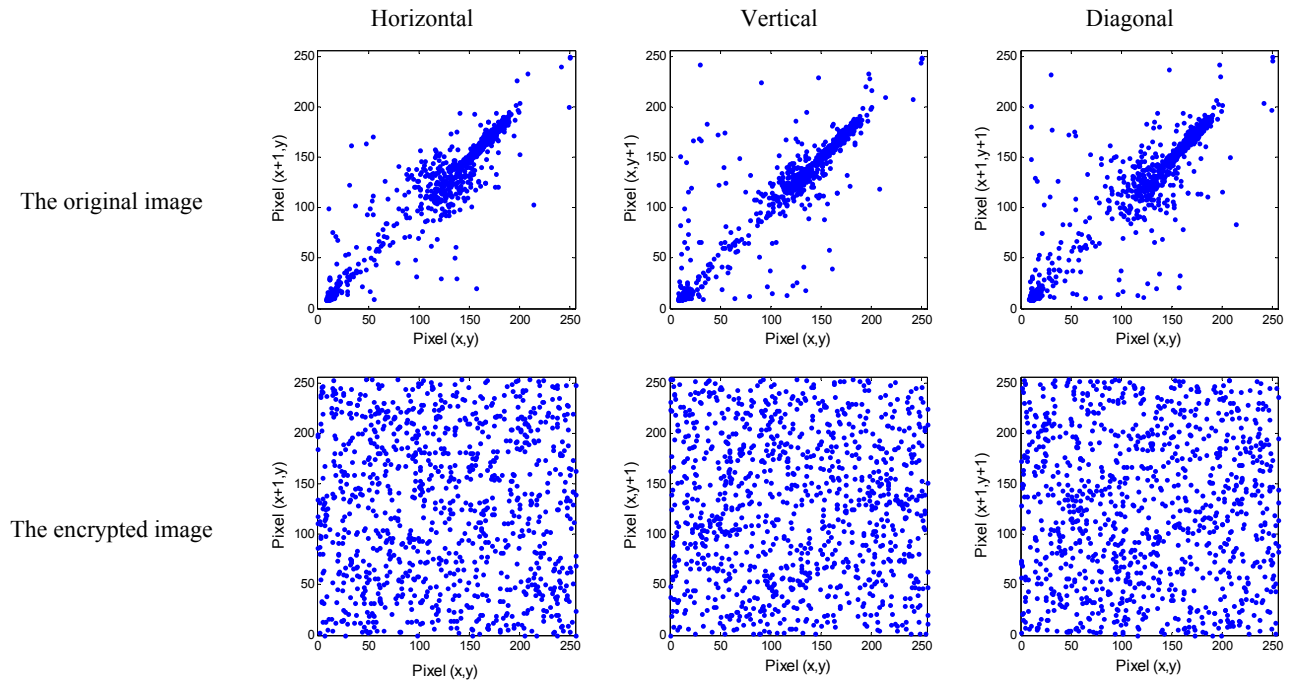 Horizontal Vertical Diagonal
The original image
250
200
150
100
50
0
0 50 100 150 200 250
Pixel (x+1,y)
Pixel (x,y)
250
200
150
100
50
0
0 50 100 150 200 250
Pixel (x,y+1)
Pixel (x,y)
250
200
150
100
50
0
0 50 100 150 200 250
Pixel (x+1,y+1)
Pixel (x,y)
The encrypted image
250
200
150
100
50
0
0 50 100 150 200 250
Pixel (x+1,y)
Pixel (x,y)
250
200
150
100
50
0
0 50 100 150 200 250
Pixel (x,y+1)
Pixel (x,y)
250
200
150
100
50
0
0 50 100 150 200 250
Pixel (x+1,y+1)
Pixel (x,y)